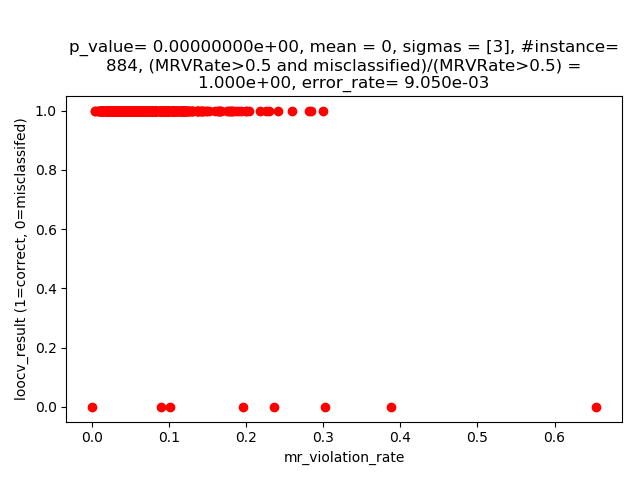 p_value= 0.00000000e+00, mean = 0, sigmas = [3], #instance=
884, (MRVRate>0.5 and misclassified)/(MRVRate>0.5) =
1.000e+00, error_rate= 9.050e-03
loocv_result (1=correct, 0=misclassifed)
1.0
0.8
0.6
0.4
0.2
0.0
0.0 0.1 0.2 0.3 0.4 0.5 0.6
mr_violation_rate